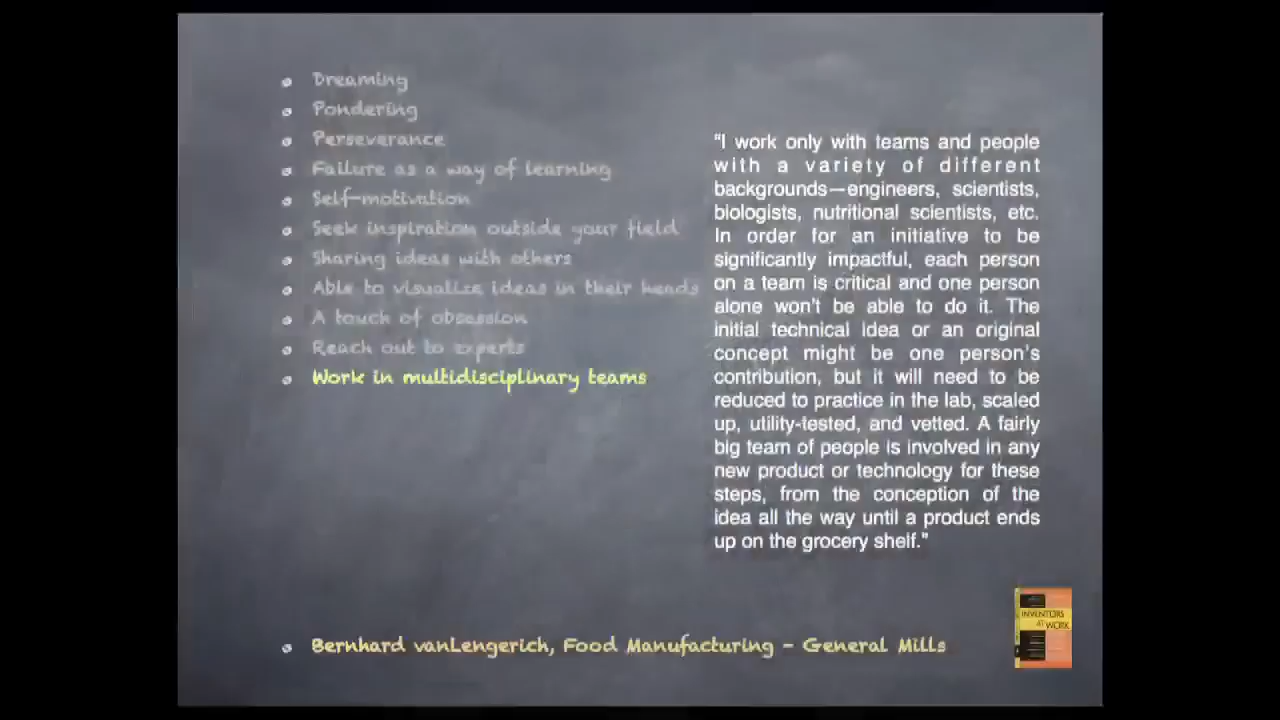 Dreaming
Pondering
Perseverance
Failure as a way of learning
Self-motivation
Seek inspiration outside your field
Sharing ideas with others
Able to visualize ideas in their heads
A touch of obsession
Reach out to experts
Work in multidisciplinary teams
"I work only with teams and people
with a variety of different
backgrounds—engineers, scientists,
biologists, nutritional scientists, etc.
In order for an initiative to be
significantly impactful, each person
on a team is critical and one person
alone won't be able to do it. The
initial technical idea or an original
concept might be one person's
contribution, but it will need to be
reduced to practice in the lab, scaled
up, utility-tested, and vetted. A fairly
big team of people is involved in any
new product or technology for these
steps, from the conception of the
idea all the way until a product ends
up on the grocery shelf."
Bernhard vanLengerich, Food Manufacturing - General Mills
INVENTORS
AT WORK